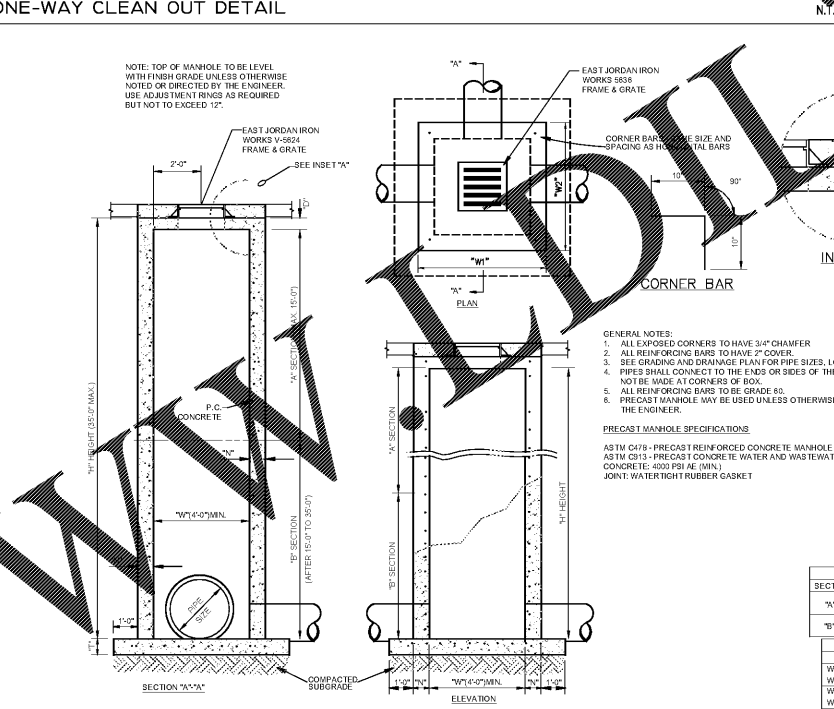 ONE-WAY CLEAN OUT DETAIL
NOTE: TOP OF MANHOLE TO BE LEVEL
WITH FINISH GRADE UNLESS OTHERWISE
NOTED OR DIRECTED BY THE ENGINEER.
USE ADJUSTMENT RINGS AS REQUIRED
BUT NOT TO EXCEED 12".
EAST JORDAN IRON
WORKS V-5624
FRAME & GRATE
SEE INSET "A"
2'-0"
"D"
"H" HEIGHT (35'-0" MAX.)
"A" SECTION MAX. 15'-0")
P.C.
CONCRETE
"N"
"W"(4'-0")MIN.
"B" SECTION
(AFTER 15'-0" TO 35'-0")
PIPE
SIZE
1'-0"
"T"
SECTION "A"-"A"
COMPACTED
SUBGRADE
"A"
EAST JORDAN IRON
WORKS 5636
FRAME & GRATE
CORNER BARS SIZE AND
SPACING AS BARS
"W2"
"W1"
"A"
PLAN
10"
90°
10"
CORNER BAR
"A" SECTION
"B" SECTION
"H" HEIGHT
1'-0" "N" "W"(4'-0")MIN. "N" 1'-0"
ELEVATION
GENERAL NOTES:
1. ALL EXPOSED CORNERS TO HAVE 3/4" CHAMFER
2. ALL REINFORCING BARS TO HAVE 2" COVER.
3. SEE GRADING AND DRAINAGE PLAN FOR PIPE SIZES,
4. PIPES SHALL CONNECT TO THE ENDS OR SIDES OF THE
NOT BE MADE AT CORNERS OF BOX.
5. ALL REINFORCING BARS TO BE GRADE 60.
6. PRECAST MANHOLE MAY BE USED UNLESS OTHERWISE
THE ENGINEER.
PRECAST MANHOLE SPECIFICATIONS
ASTM C478 - PRECAST REINFORCED CONCRETE MANHOLE
ASTM C913 - PRECAST CONCRETE WATER AND WASTEWAT
CONCRETE: 4000 PSI AE (MIN.)
JOINT: WATERTIGHT RUBBER GASKET
SECT
"A"
"B"
W
W
W
W